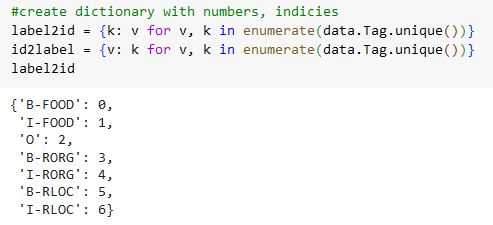 #create dictionary with numbers, indicies
label2id = {k: v for v, k in enumerate(data.Tag.unique())}
id2label = {v: k for v, k in enumerate(data.Tag.unique())}
label2id
{'B-FOOD': 0,
'I-FOOD': 1,
'O': 2,
'B-RORG': 3,
'I-RORG': 4,
'B-RLOC': 5,
'I-RLOC': 6}